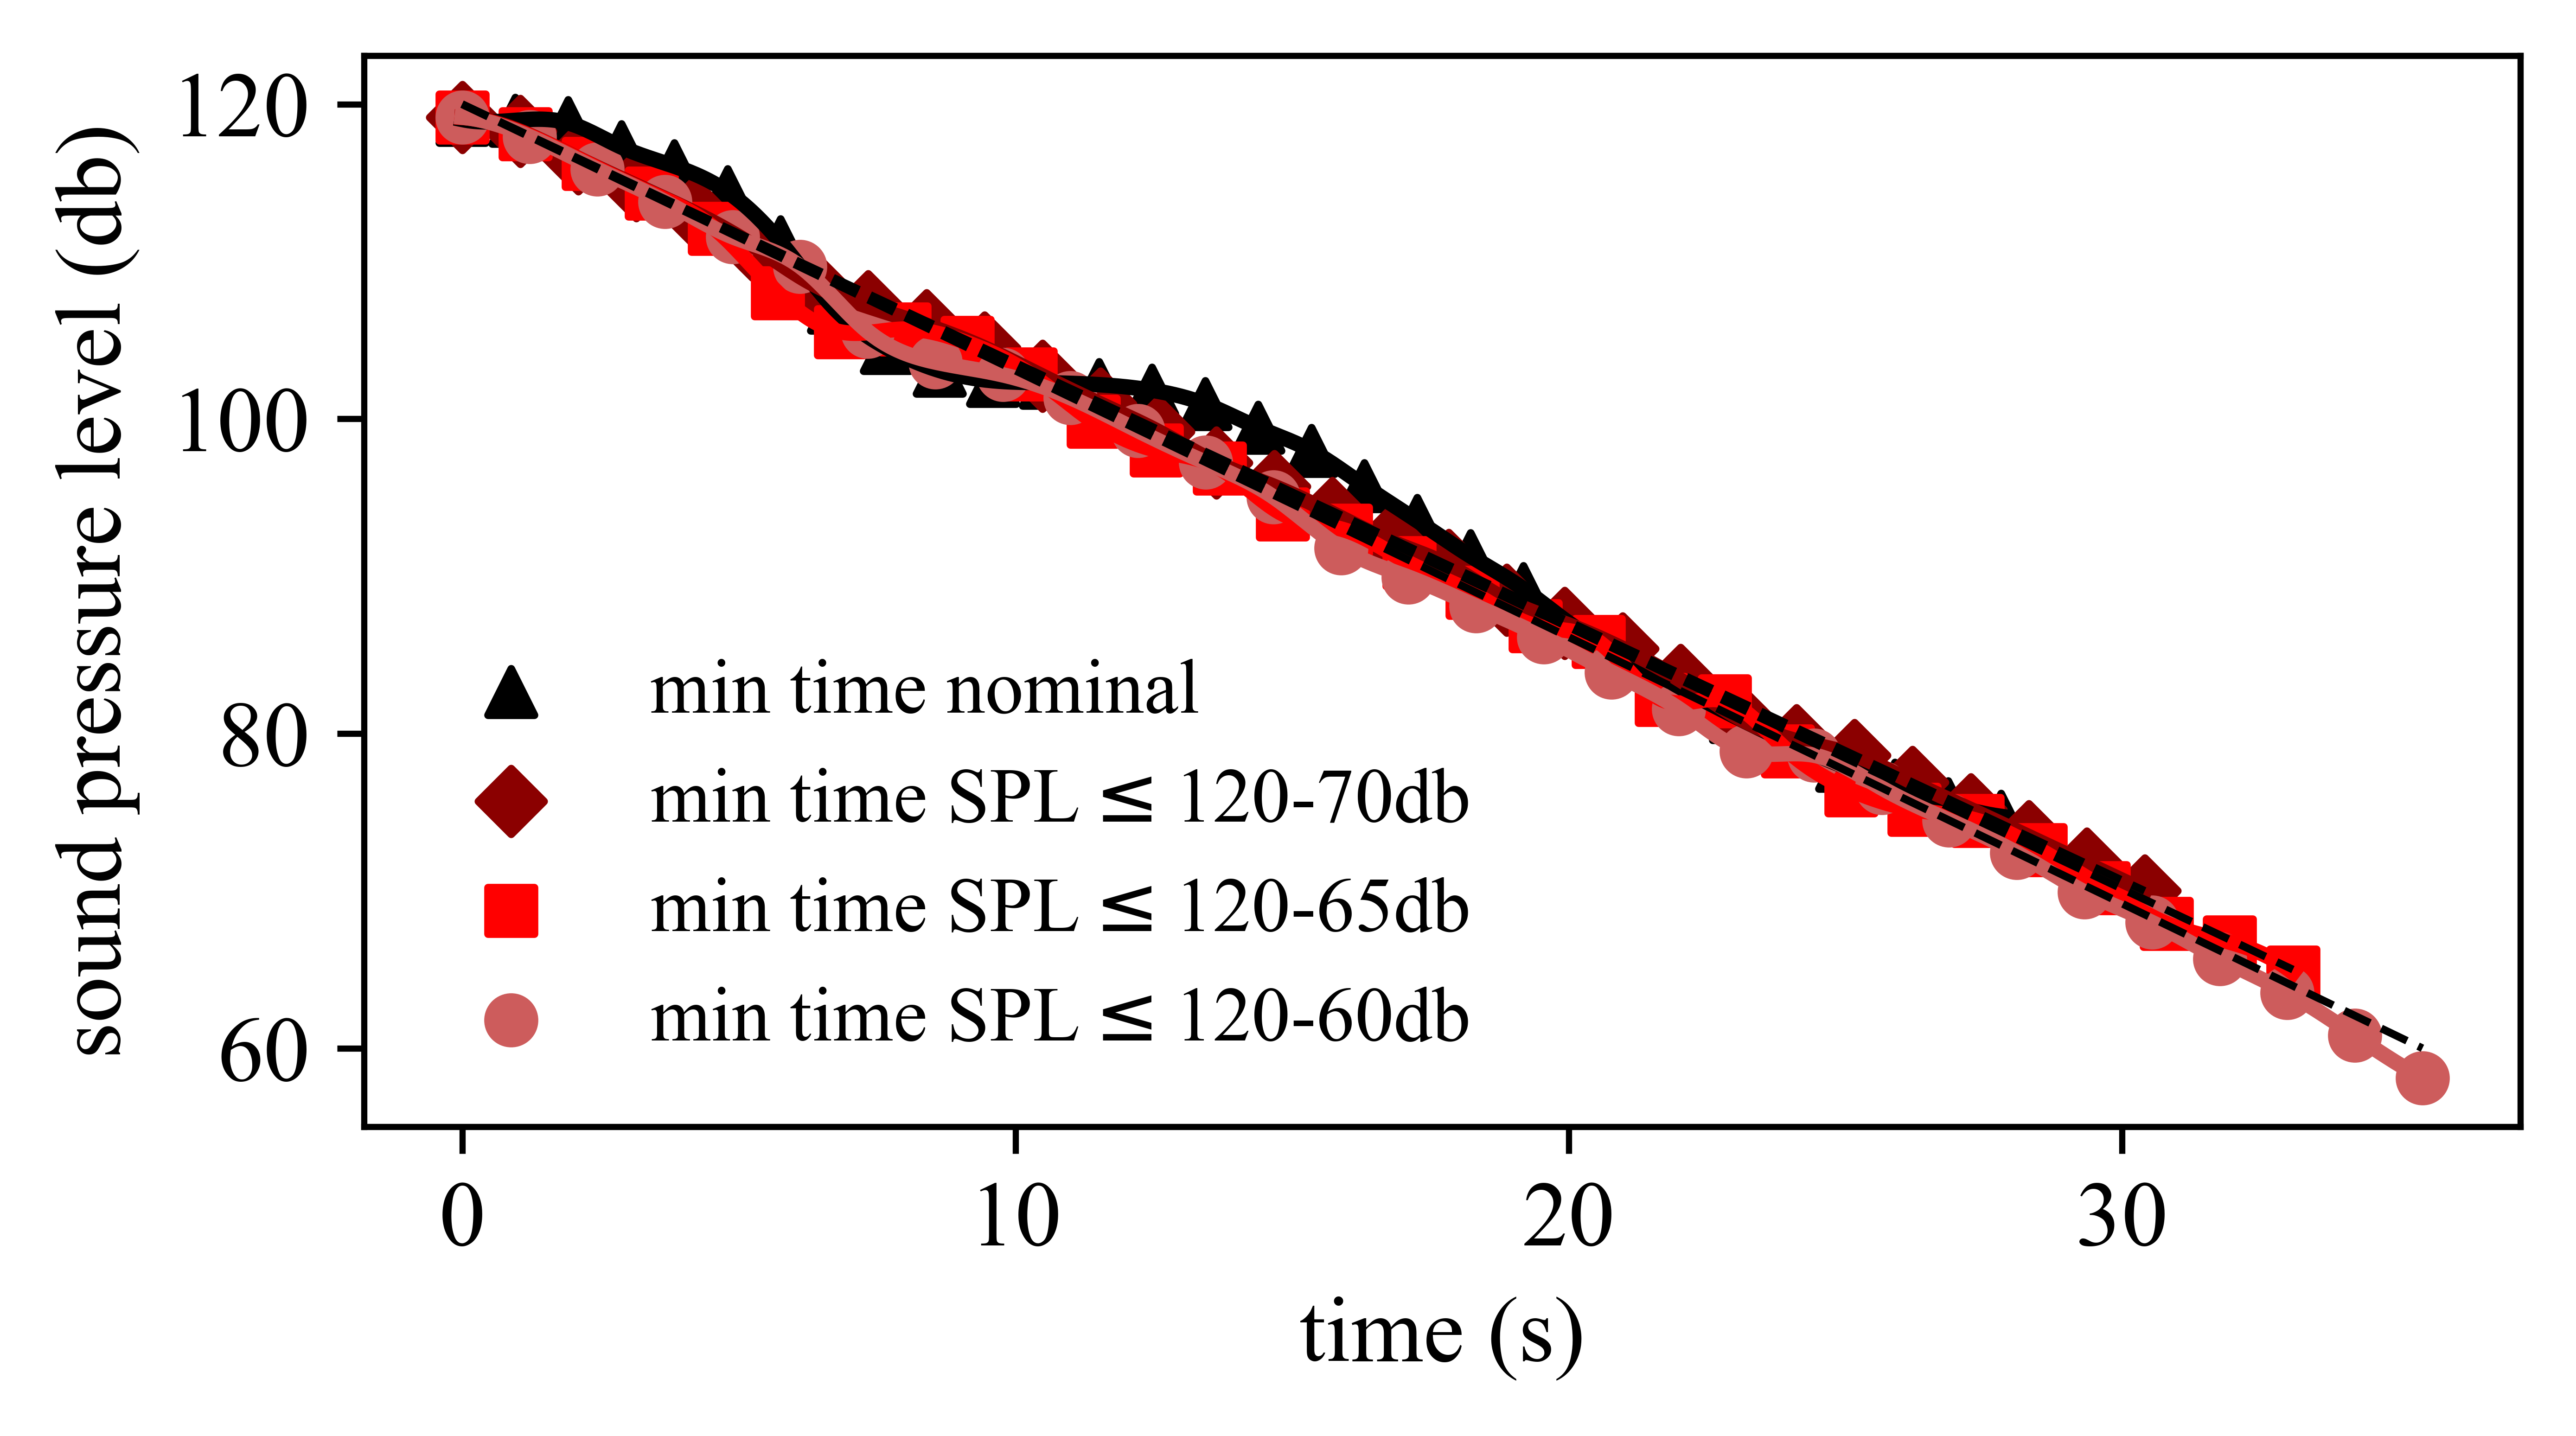 sound pressure level (db)
120
100
80
60
min time nominal
min time SPL ≤ 120-70db
min time SPL ≤ 120-65db
min time SPL ≤ 120-60db
0 10 20 30
time (s)